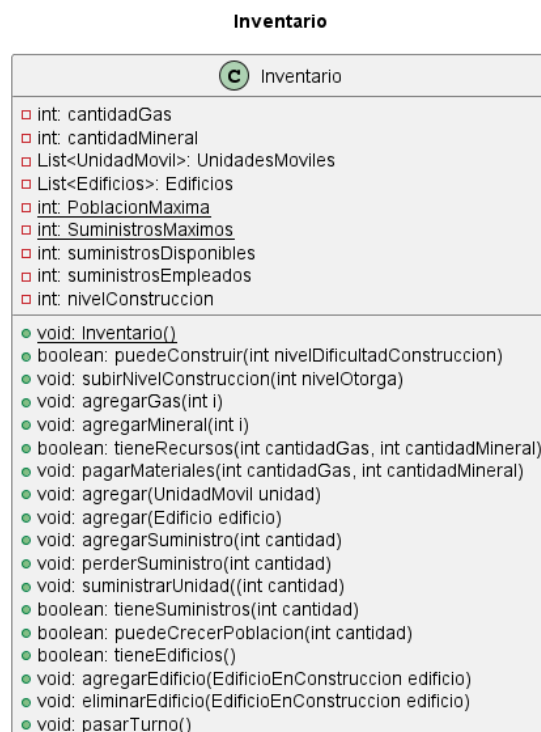 Inventario
C Inventario
int: cantidadGas
int: cantidadMineral
List<UnidadMovil>: UnidadesMoviles
List<Edificios>: Edificios
int: PoblacionMaxima
int: SuministrosMaximos
int: suministrosDisponibles
int: suministrosEmpleados
int: nivelConstruccion
void: Inventario()
boolean: puedeConstruir(int nivelDificultadConstruccion)
void: subirNivelConstruccion(int nivelOtorga)
void: agregarGas(int i)
void: agregarMineral(int i)
boolean: tieneRecursos(int cantidadGas, int cantidadMineral)
void: pagarMateriales(int cantidadGas, int cantidadMineral)
void: agregar(UnidadMovil unidad)
void: agregar(Edificio edificio)
void: agregarSuministro(int cantidad)
void: perderSuministro(int cantidad)
void: suministrarUnidad((int cantidad)
boolean: tieneSuministros(int cantidad)
boolean: puedeCrecerPoblacion(int cantidad)
boolean: tieneEdificios()
void: agregarEdificio(EdificioEnConstruccion edificio)
void: eliminarEdificio(EdificioEnConstruccion edificio)
void: pasarTurno()